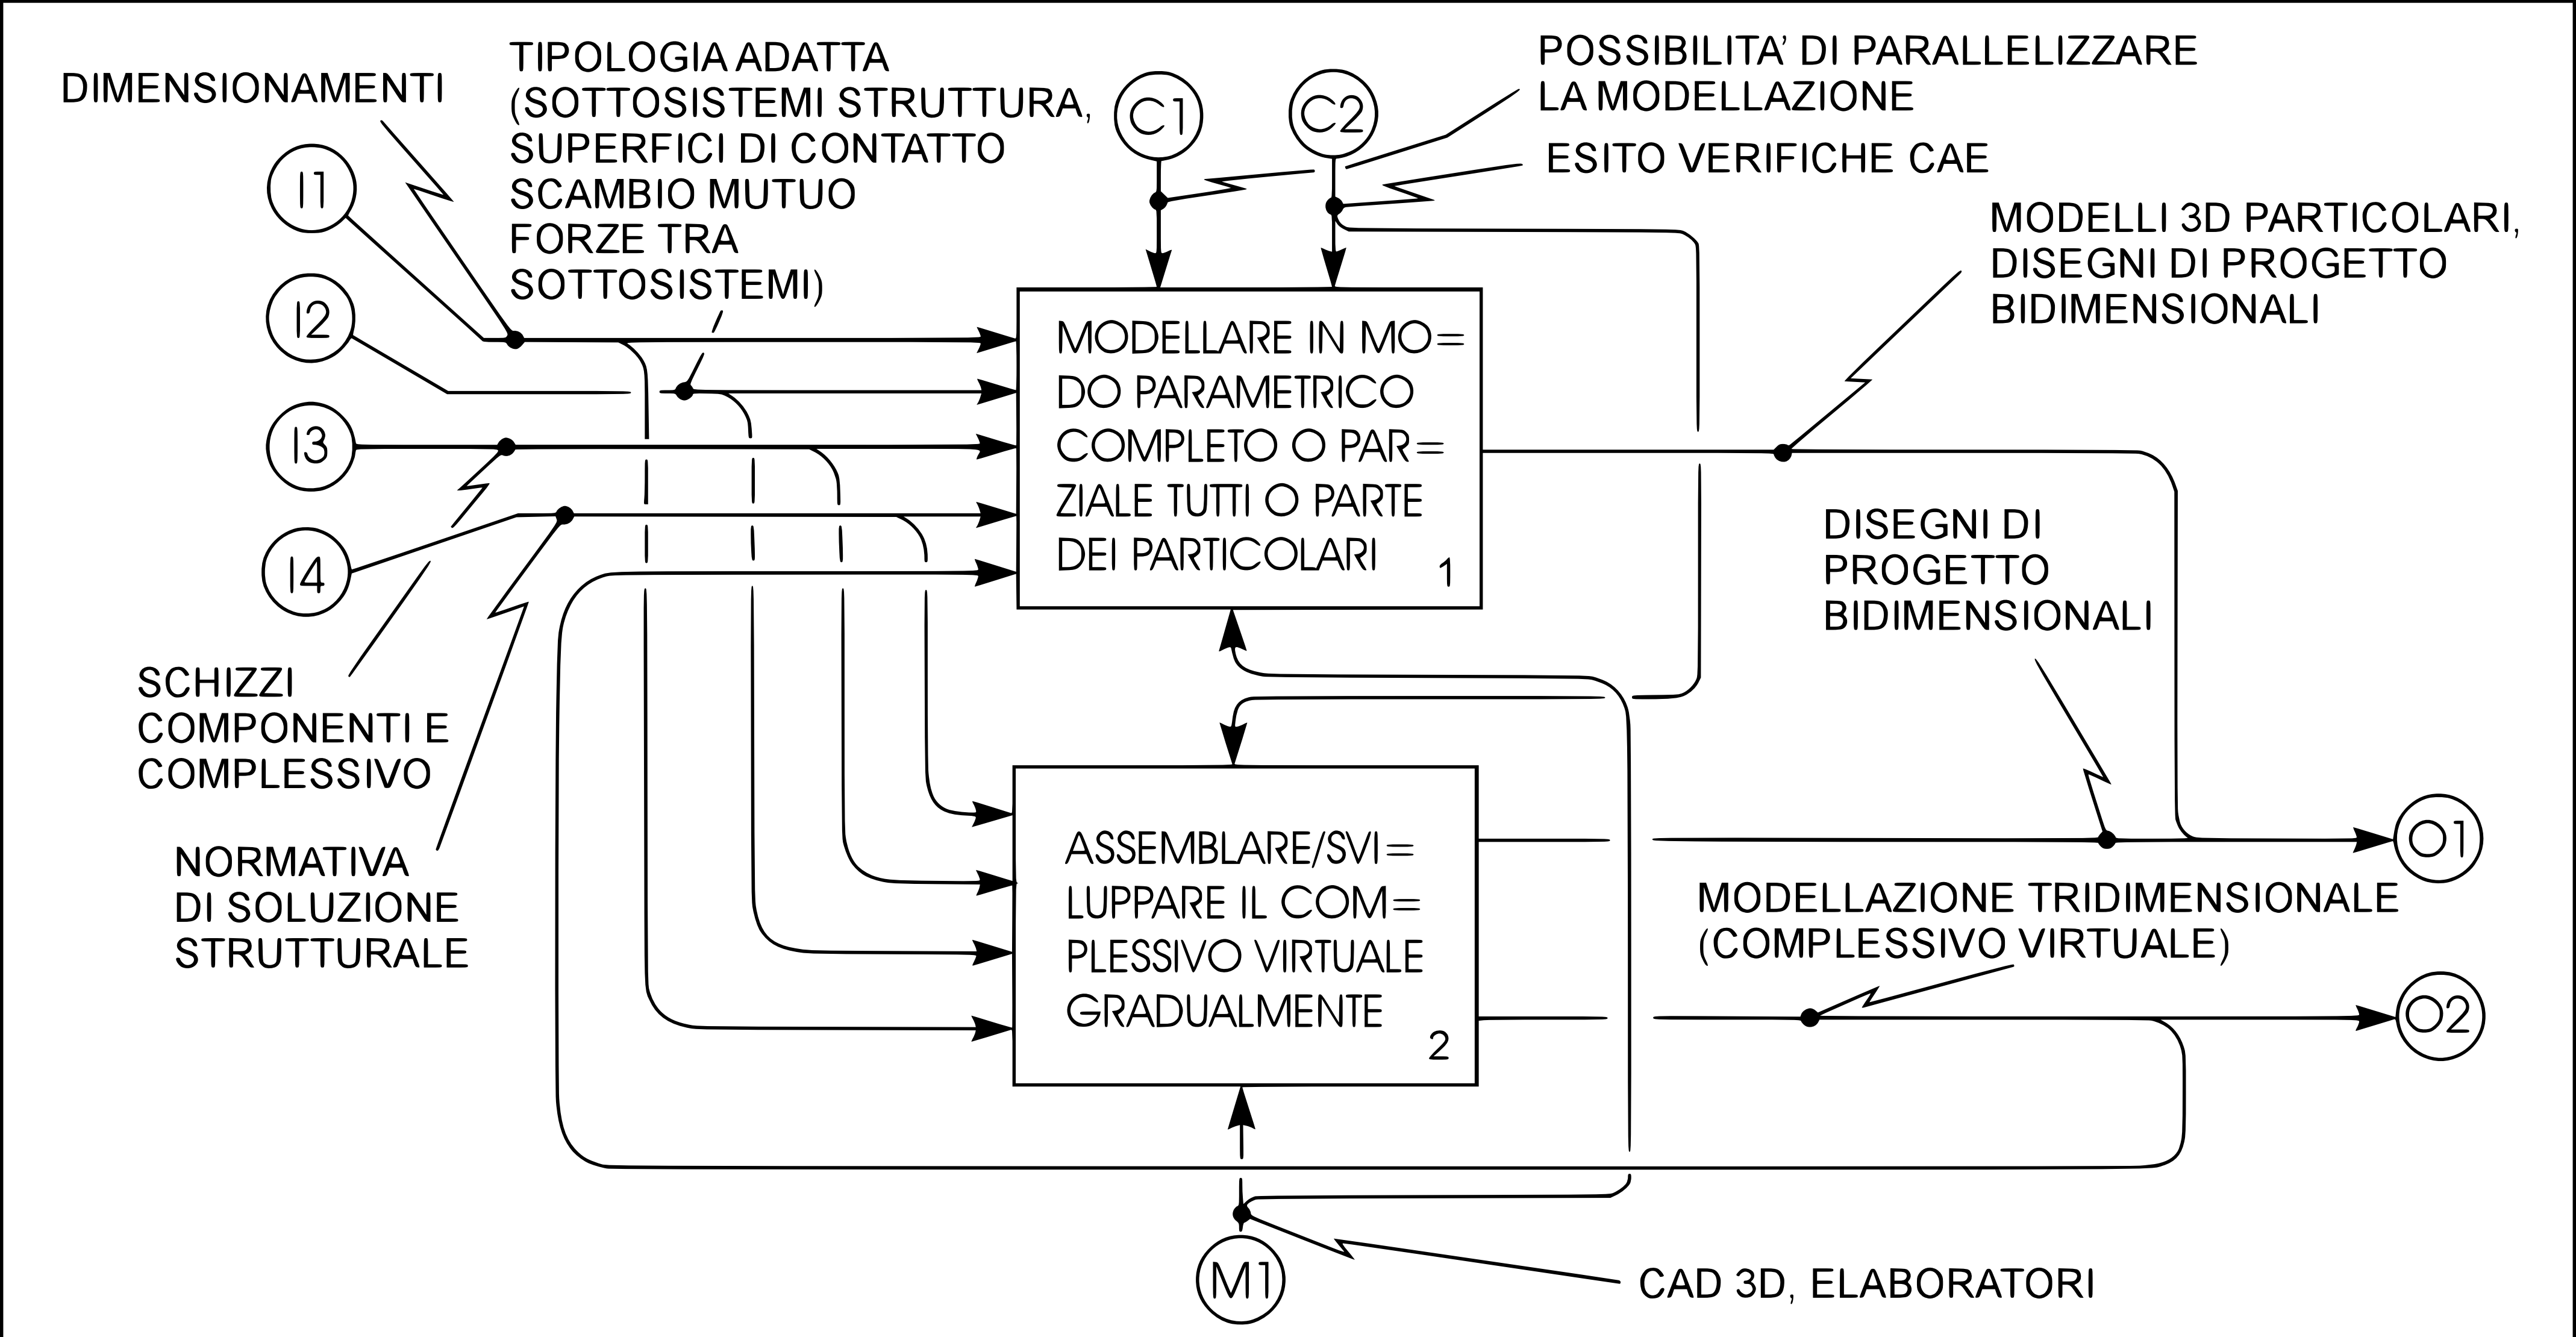 DIMENSIONAMENTI
TIPOLOGIA ADATTA
(SOTTOSISTEMI STRUTTURA,
SUPERFICI DI CONTATTO
SCAMBIO MUTUO
FORZE TRA
SOTTOSISTEMI)
C1
C2
POSSIBILITA' DI PARALLELIZZARE
LA MODELLAZIONE
ESITO VERIFICHE CAE
MODELLI 3D PARTICOLARI,
DISEGNI DI PROGETTO
BIDIMENSIONALI
I1
I2
I3
I4
MODELLARE IN MO=
DO PARAMETRICO
COMPLETO O PAR=
ZIALE TUTTI O PARTE
DEI PARTICOLARI
1
DISEGNI DI
PROGETTO
BIDIMENSIONALI
SCHIZZI
COMPONENTI E
COMPLESSIVO
NORMATIVA
DI SOLUZIONE
STRUTTURALE
ASSEMBLARE/SVI=
LUPPARE IL COM=
PLESSIVO VIRTUALE
GRADUALMENTE
2
O1
MODELLAZIONE TRIDIMENSIONALE
(COMPLESSIVO VIRTUALE)
O2
M1
CAD 3D, ELABORATORI